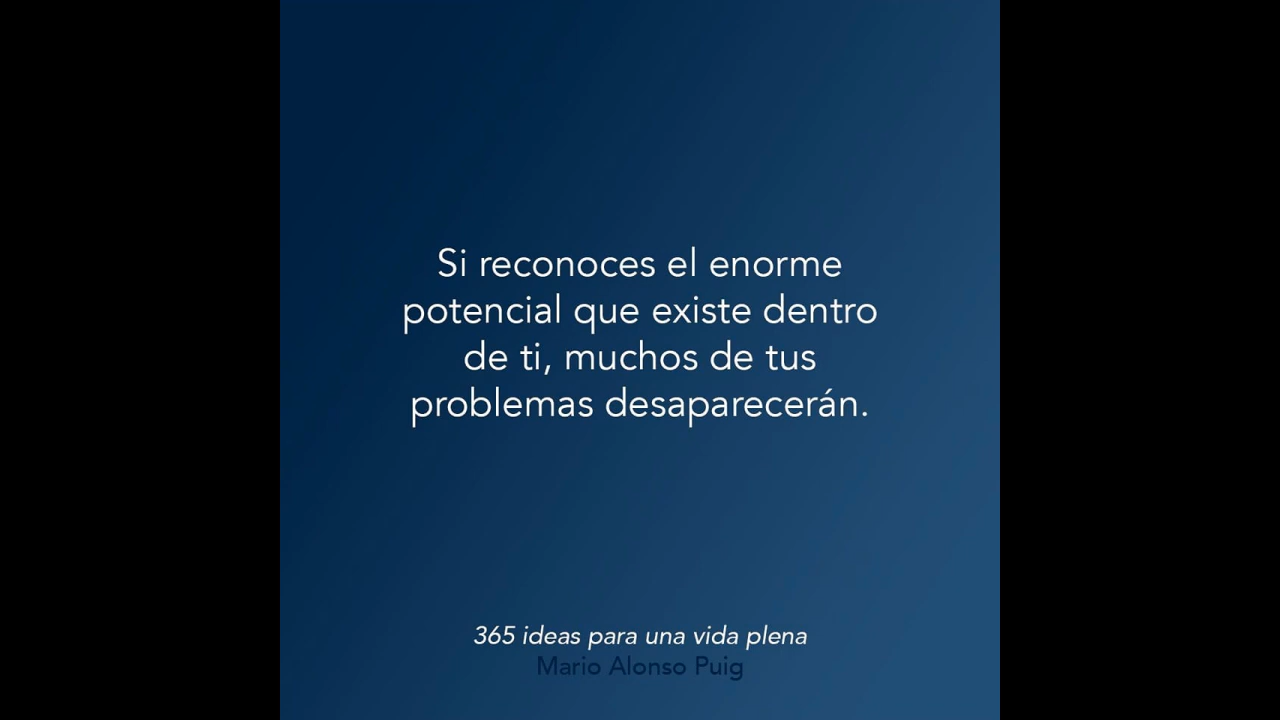 Si reconoces el enorme
potencial que existe dentro
de ti, muchos de tus
problemas desaparecerán.
365 ideas para una vida plena
Mario Alonso Puig